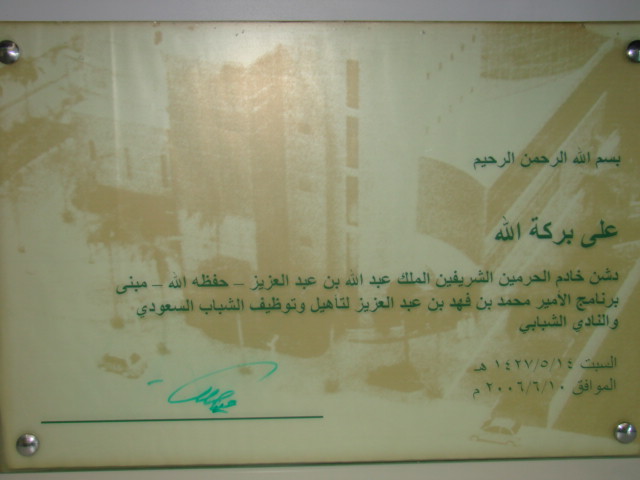 بسم الله الرحمن الرحيم
على بركة الله
دشن خادم الحرمين الشريفين الملك عبد الله بن عبد العزيز – حفظه الله – مبنى
برنامج الامير محمد بن فهد بن عبد العزيز لتأهيل وتوظيف الشباب السعودي
والنادي الشبابي
السبت ١٤٢٧/٥/١٤ هـ
الموافق ٢٠٠٦/٦/١٠ م